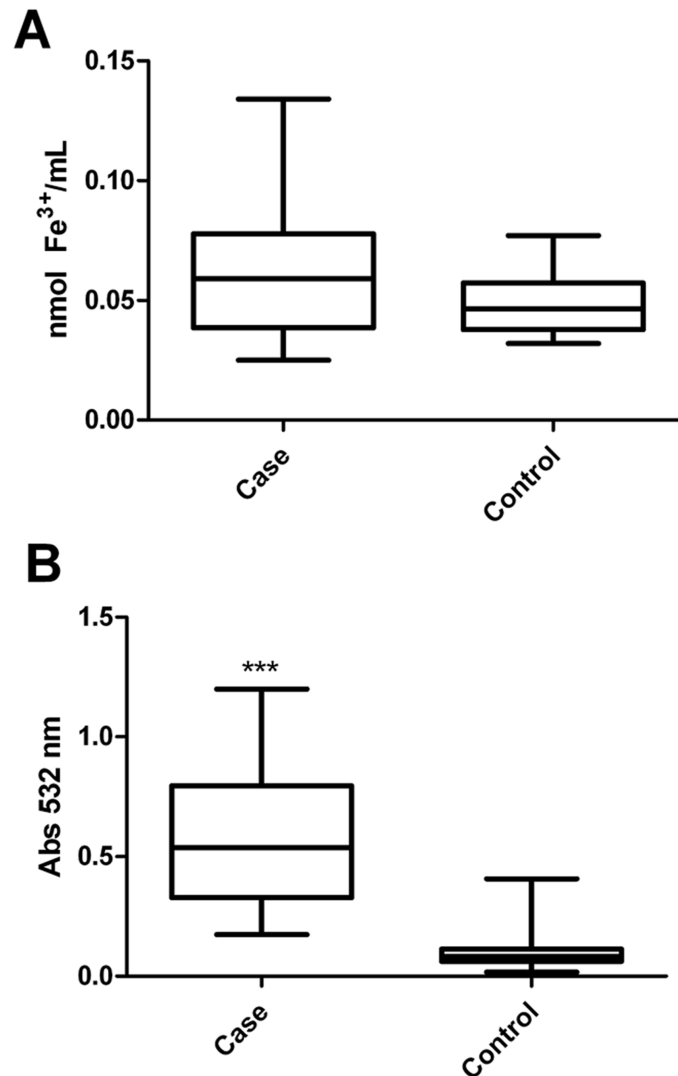 A
0.15
0.10
0.05
0.00
nmol Fe³⁺/mL
Case
Control
B
1.5
1.0
0.5
0.0
Abs 532 nm
***
Case
Control